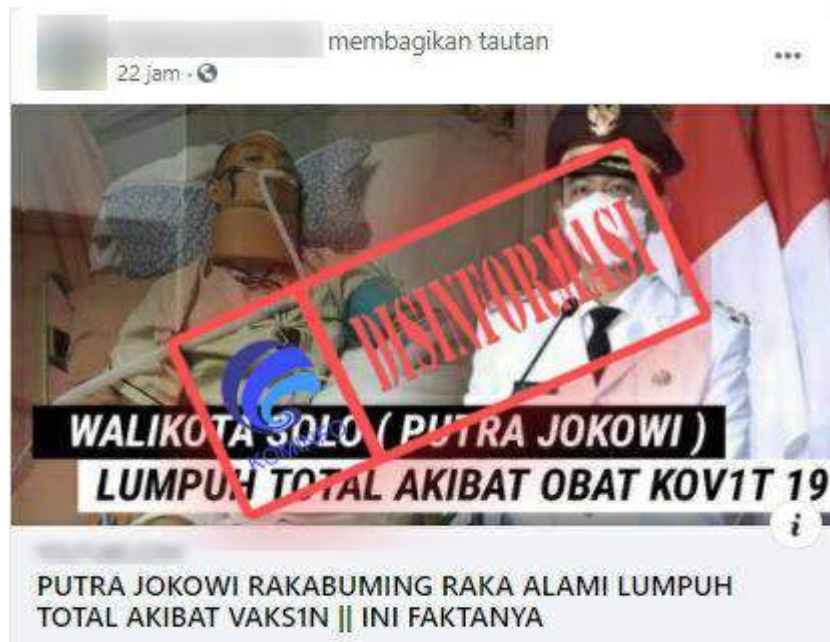 membagikan tautan
22 jam ·
DISINFORMASI
KOMINFO
WALIKOTA SOLO ( PUTRA JOKOWI )
LUMPUH TOTAL AKIBAT OBAT KOV1T 19
PUTRA JOKOWI RAKABUMING RAKA ALAMI LUMPUH
TOTAL AKIBAT VAKS1N || INI FAKTANYA